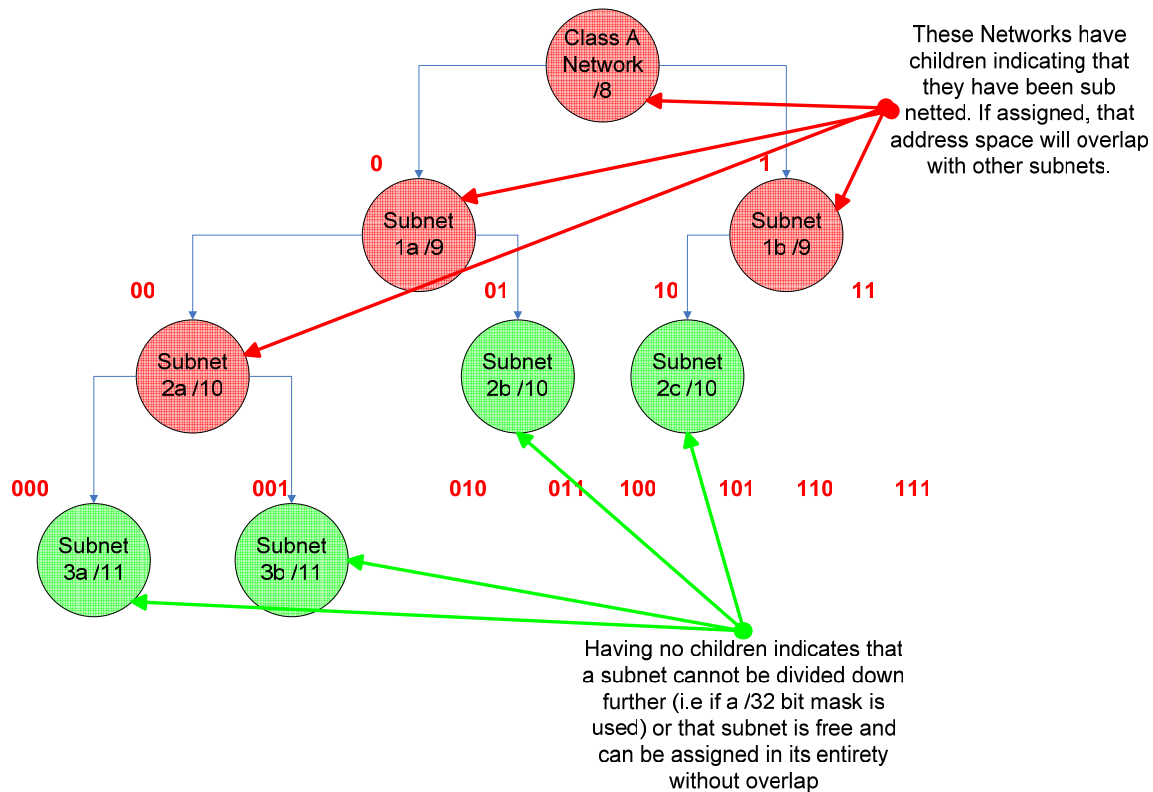 Class A
Network
/8
These Networks have
children indicating that
they have been sub
netted. If assigned, that
address space will overlap
with other subnets.
0
1
Subnet
1a /9
Subnet
1b /9
00
01
10
11
Subnet
2a /10
Subnet
2b /10
Subnet
2c /10
000
001
010
011
100
101
110
111
Subnet
3a /11
Subnet
3b /11
Having no children indicates that
a subnet cannot be divided down
further (i.e if a /32 bit mask is
used) or that subnet is free and
can be assigned in its entirety
without overlap